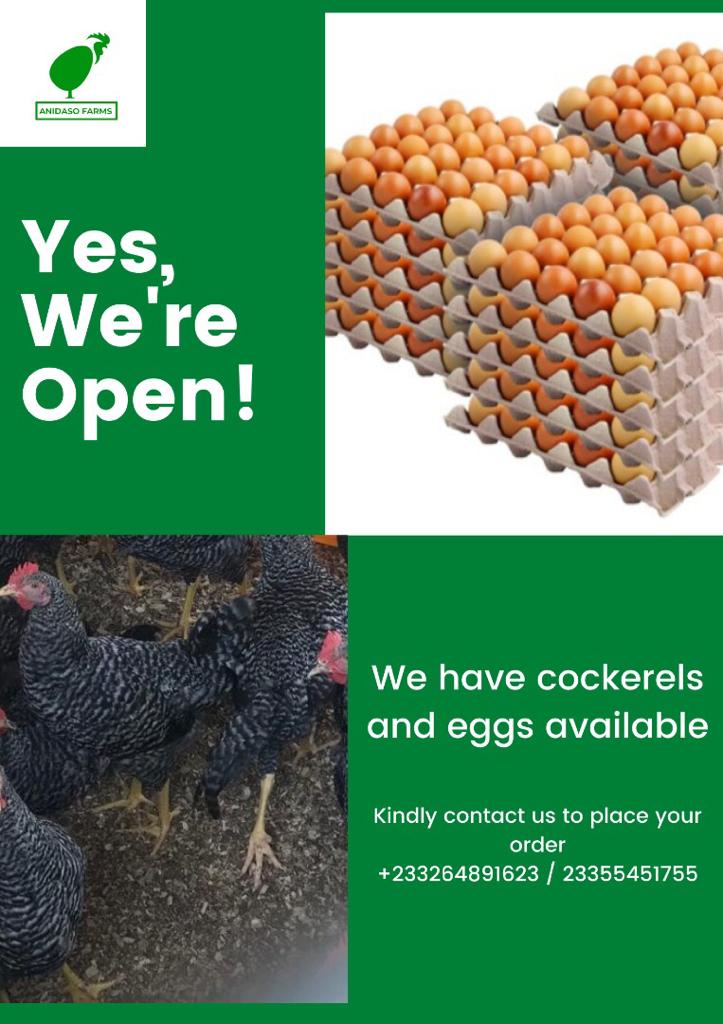 ANIDASO FARMS
Yes,
We're
Open!
We have cockerels
and eggs available
Kindly contact us to place your
order
+233264891623 / 23355451755